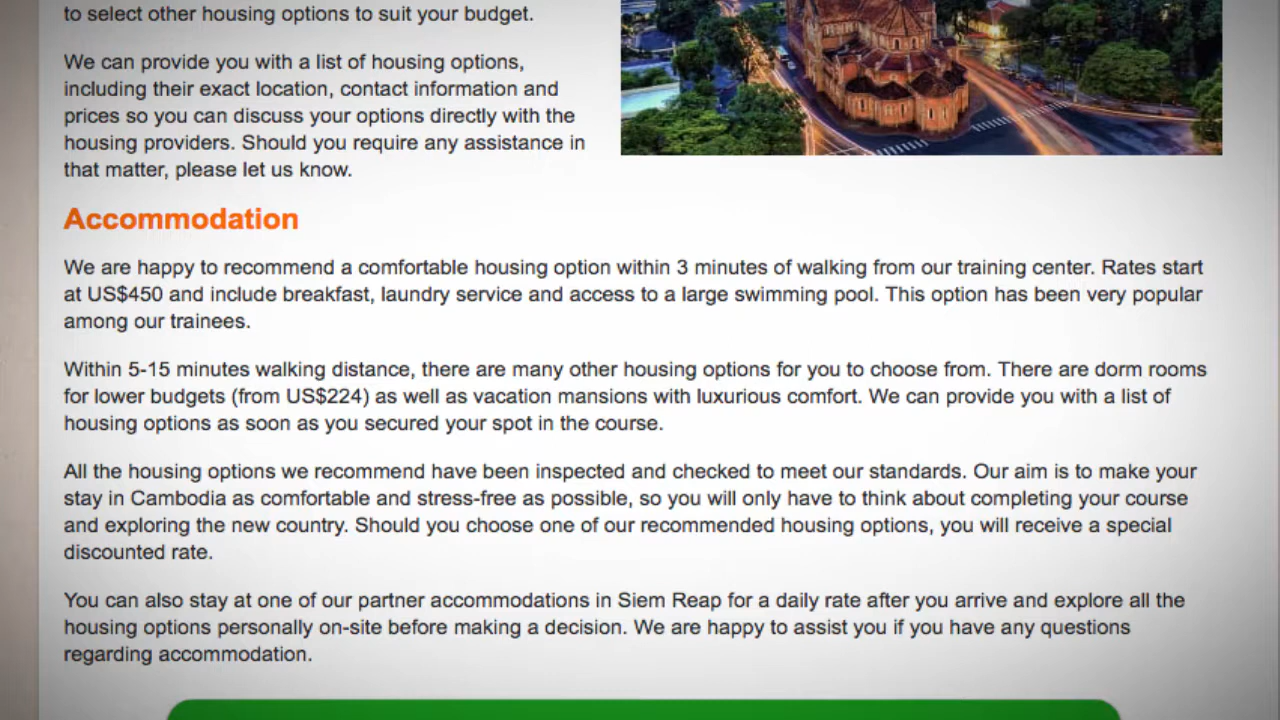 to select other housing options to suit your budget.
We can provide you with a list of housing options,
including their exact location, contact information and
prices so you can discuss your options directly with the
housing providers. Should you require any assistance in
that matter, please let us know.
Accommodation
We are happy to recommend a comfortable housing option within 3 minutes of walking from our training center. Rates start
at US$450 and include breakfast, laundry service and access to a large swimming pool. This option has been very popular
among our trainees.
Within 5-15 minutes walking distance, there are many other housing options for you to choose from. There are dorm rooms
for lower budgets (from US$224) as well as vacation mansions with luxurious comfort. We can provide you with a list of
housing options as soon as you secured your spot in the course.
All the housing options we recommend have been inspected and checked to meet our standards. Our aim is to make your
stay in Cambodia as comfortable and stress-free as possible, so you will only have to think about completing your course
and exploring the new country. Should you choose one of our recommended housing options, you will receive a special
discounted rate.
You can also stay at one of our partner accommodations in Siem Reap for a daily rate after you arrive and explore all the
housing options personally on-site before making a decision. We are happy to assist you if you have any questions
regarding accommodation.